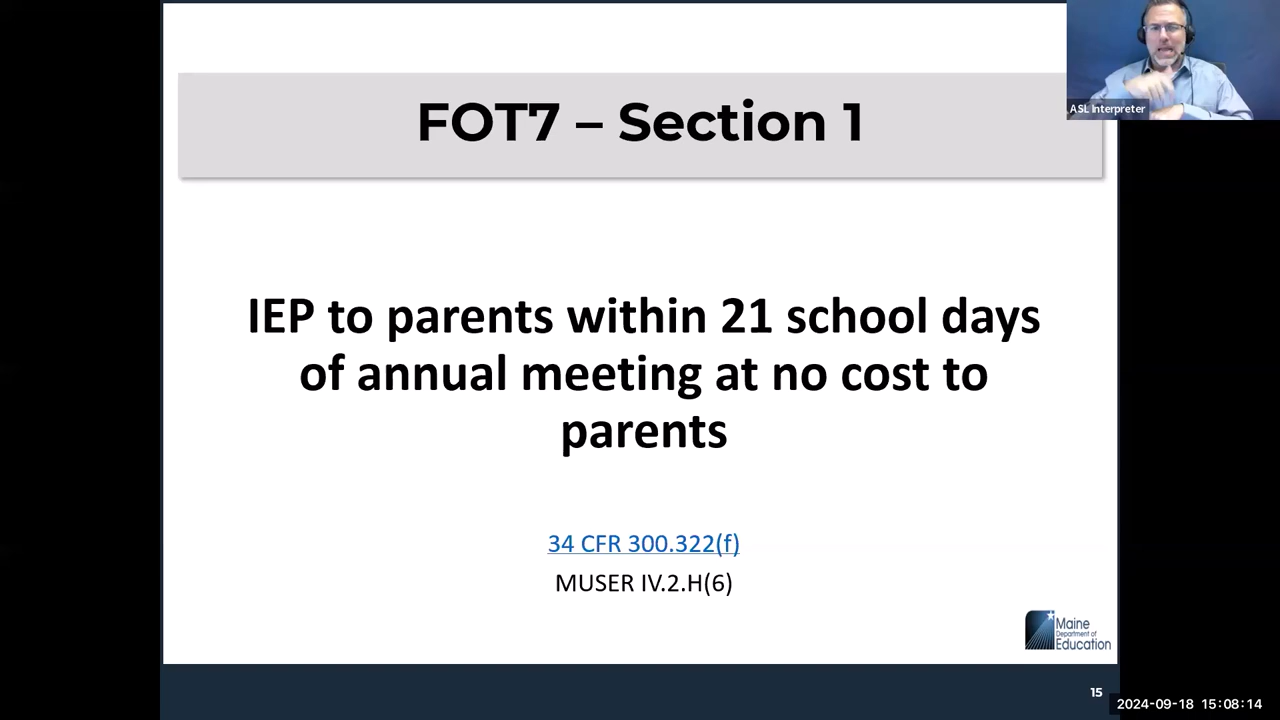 ASL Interpreter
FOT7 – Section 1
IEP to parents within 21 school days
of annual meeting at no cost to
parents
34 CFR 300.322(f)
MUSER IV.2.H(6)
Maine
Department of
Education
15
2024-09-18 15:08:14